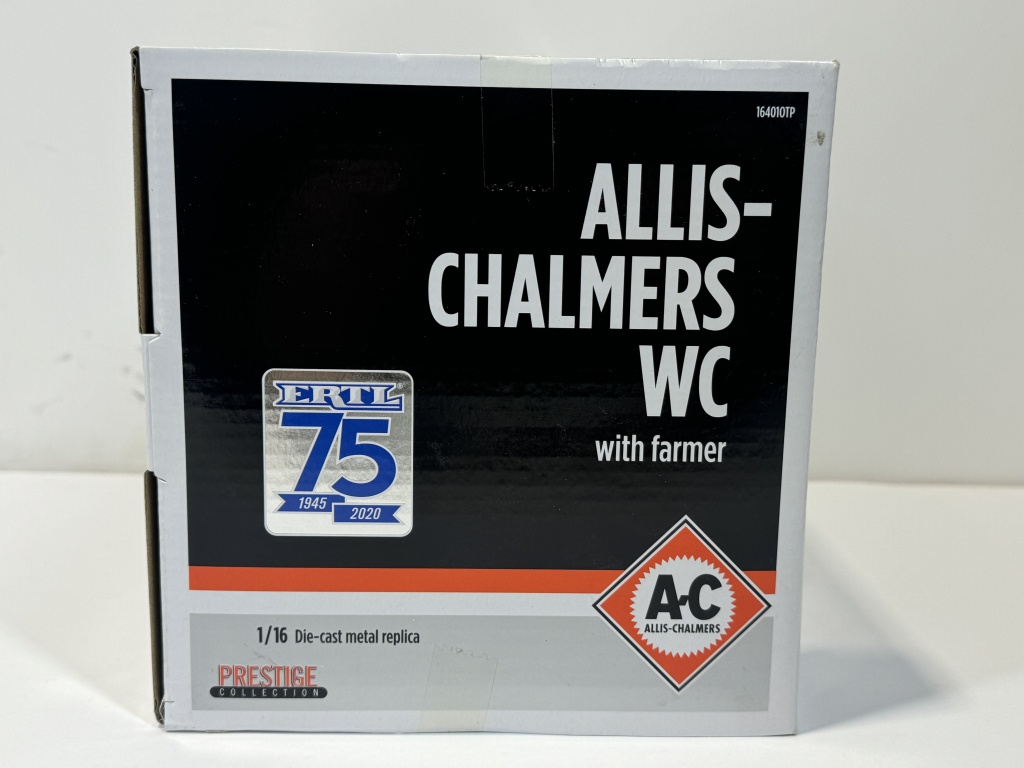 164010TP
ALLIS-
CHALMERS
WC
with farmer
ERTL®
75
1945
2020
A-C
ALLIS-CHALMERS
1/16 Die-cast metal replica
PRESTIGE
COLLECTION